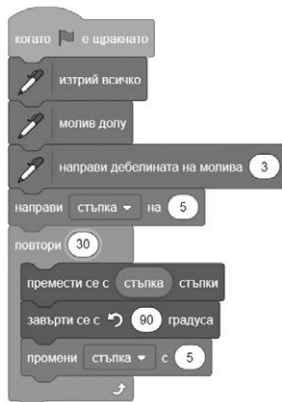 когато е щракнато
изтрий всичко
молив долу
направи дебелината на молива 3
направи стъпка на 5
повтори 30
премести се с стъпка стъпки
завърти се с 90 градуса
промени стъпка с 5